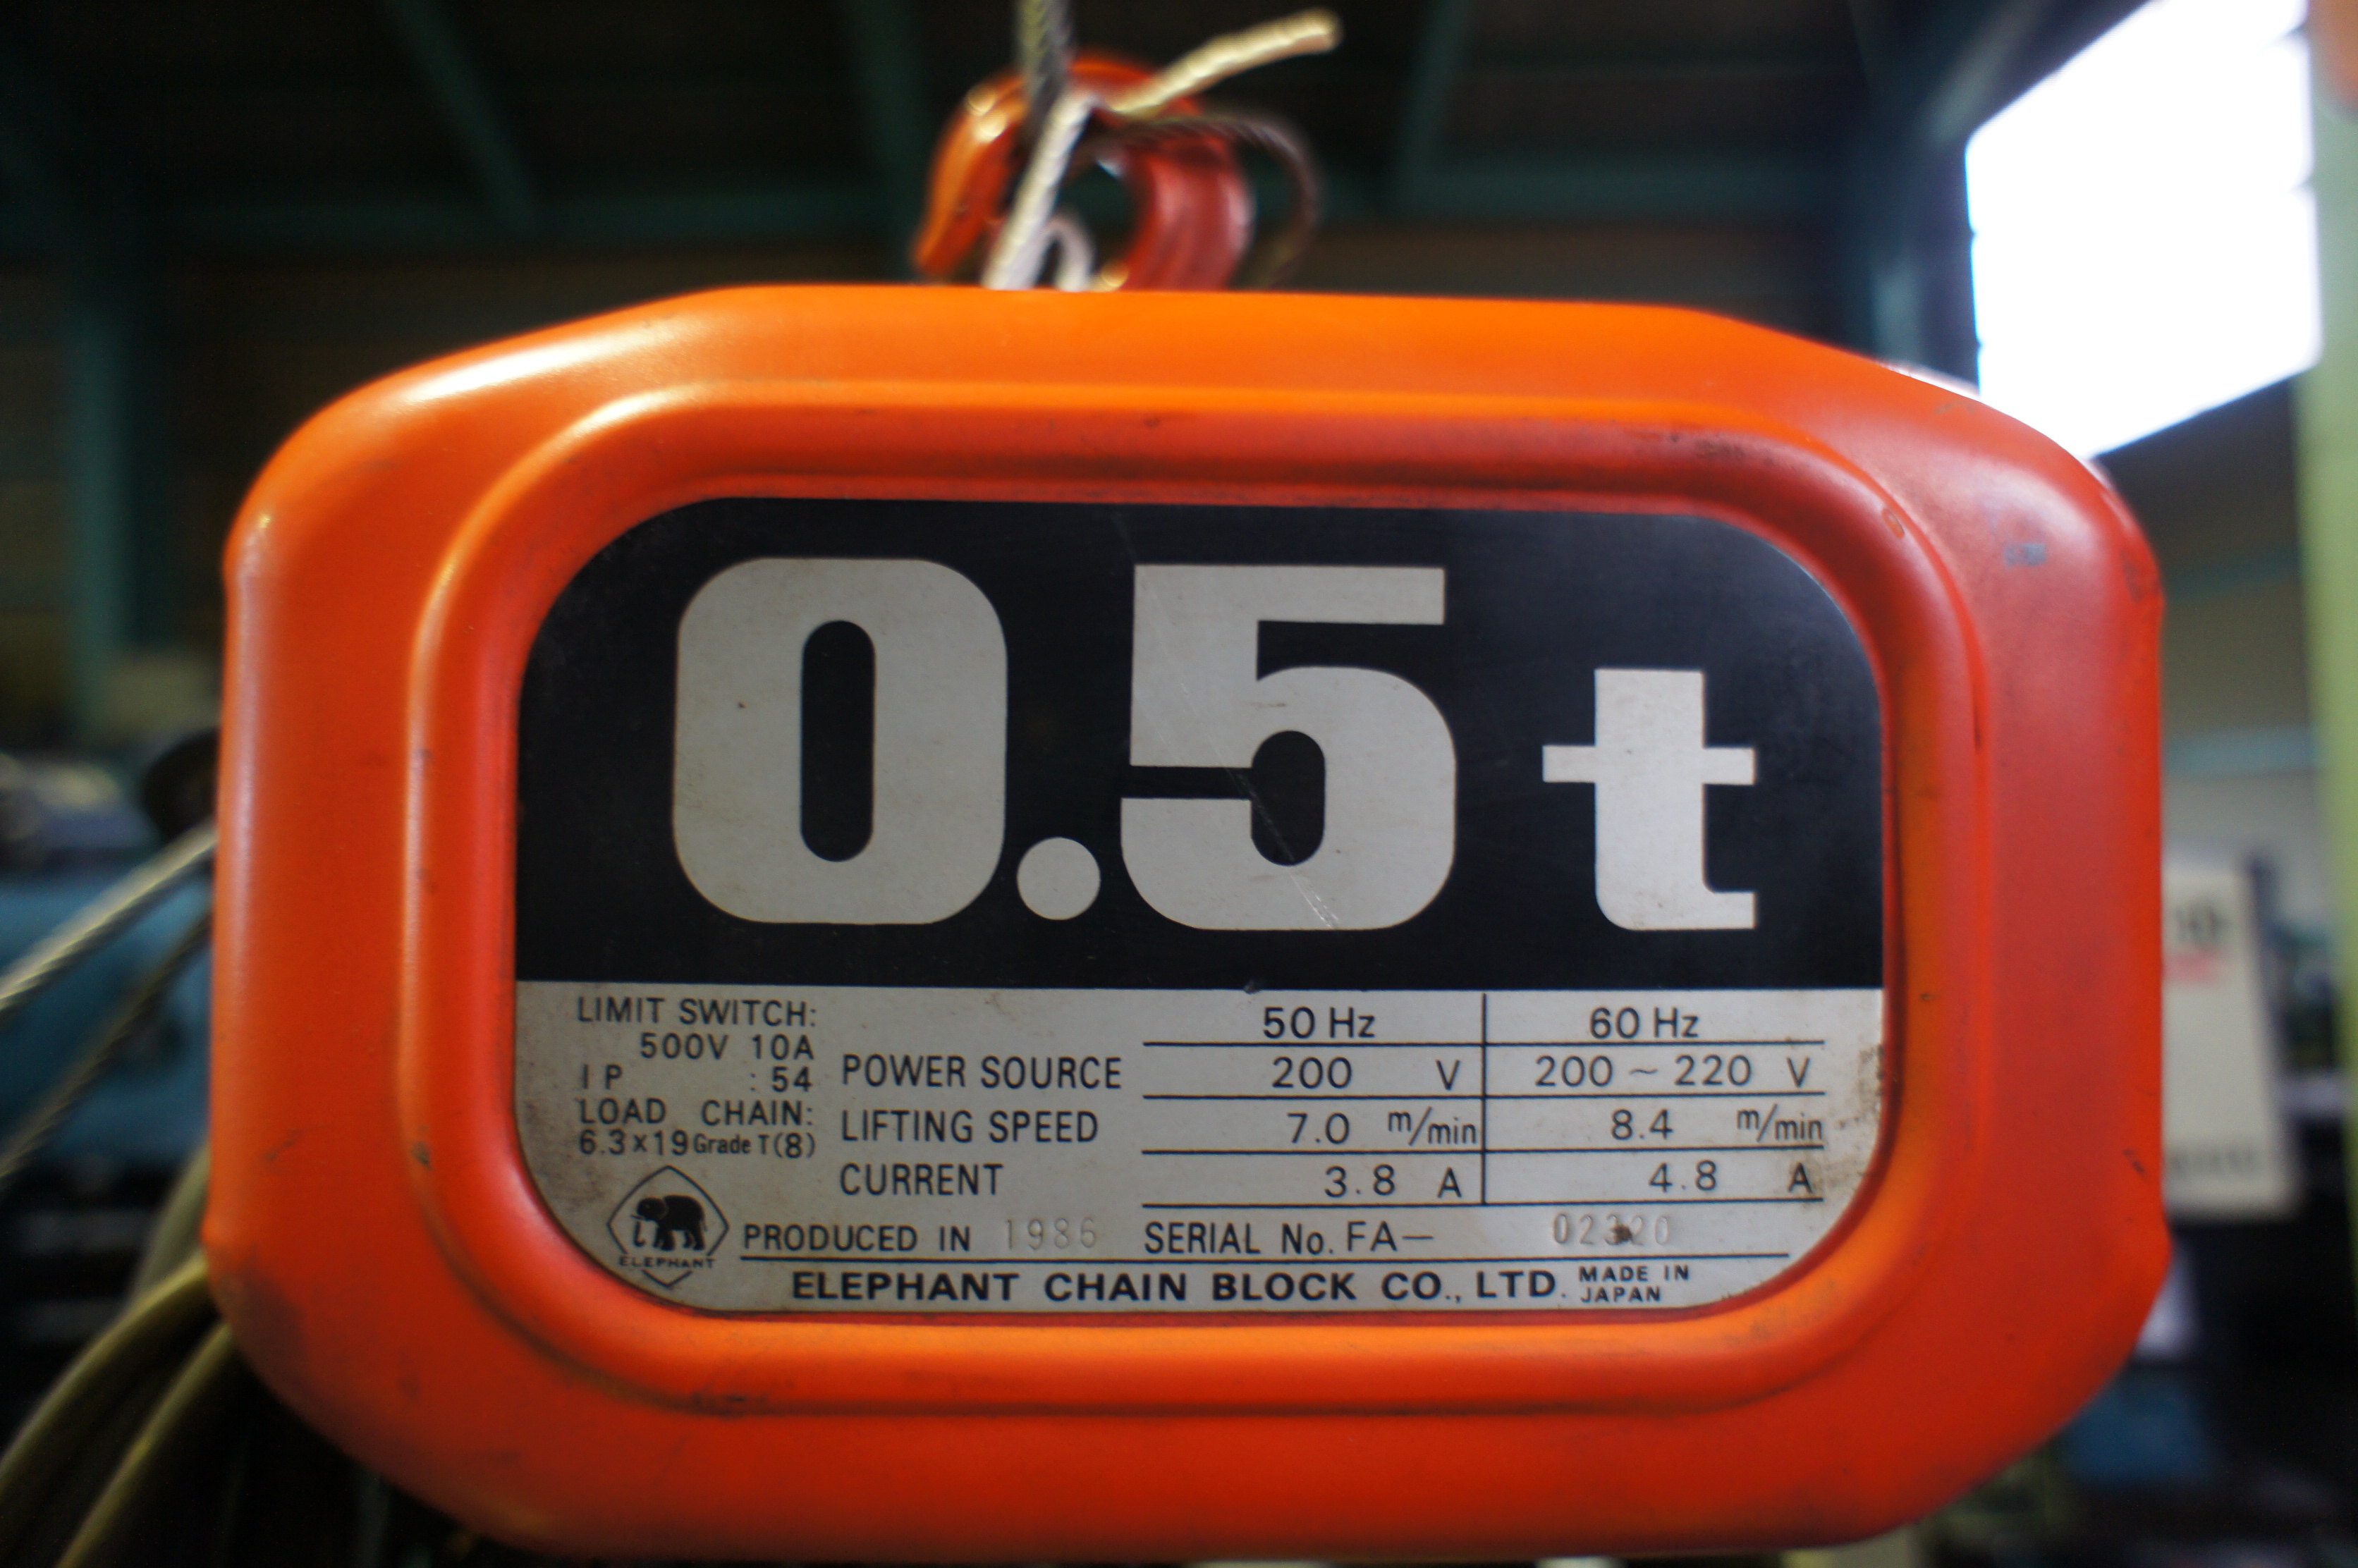 0.5 t
LIMIT SWITCH:
500V 10A
IP : 54
LOAD CHAIN:
6.3×19 Grade T(8)
50 Hz 60 Hz
POWER SOURCE 200 V 200~220 V
LIFTING SPEED 7.0 m/min 8.4 m/min
CURRENT 3.8 A 4.8 A
ELEPHANT
PRODUCED IN 1986 SERIAL No. FA— 02320
ELEPHANT CHAIN BLOCK CO., LTD. MADE IN JAPAN